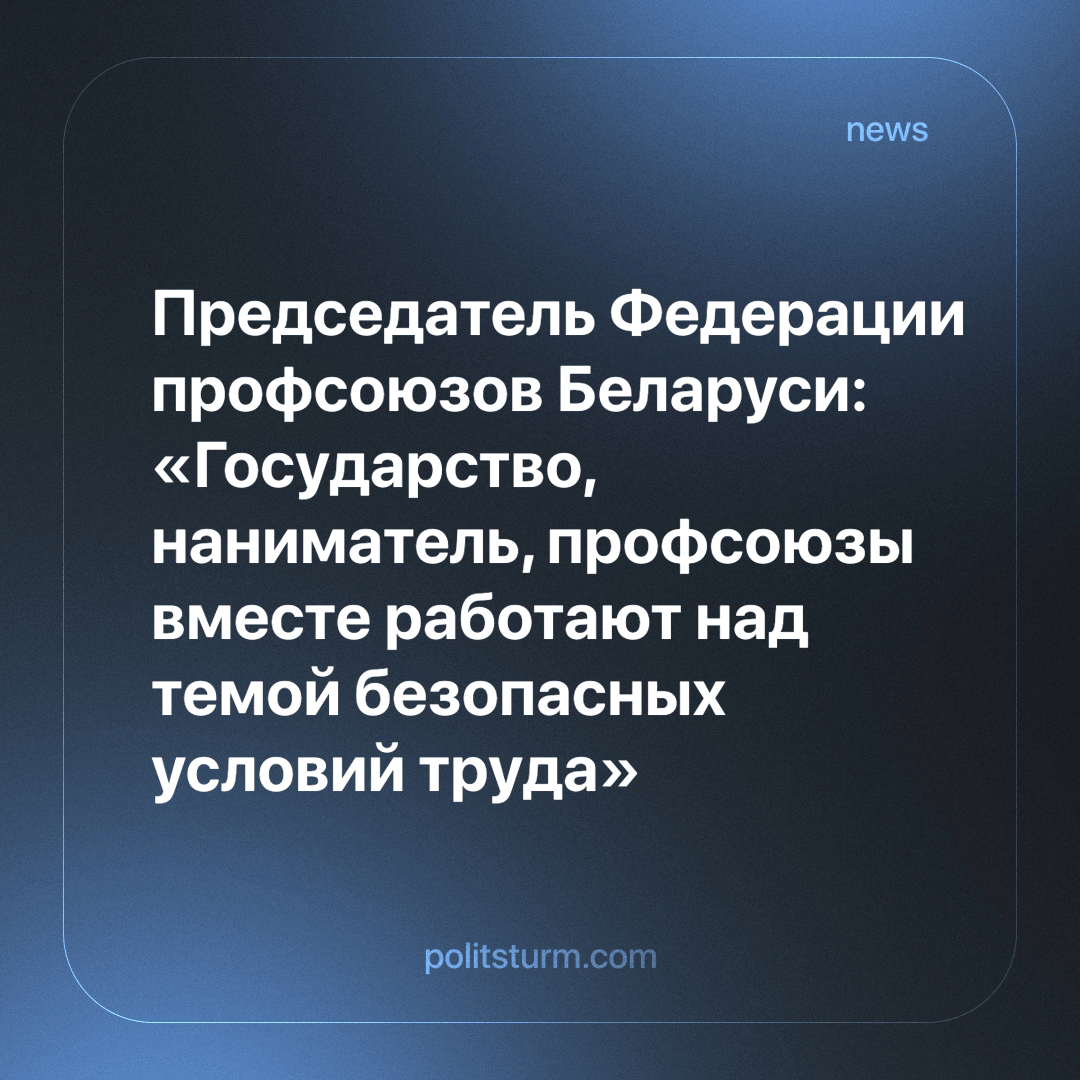 news
Председатель Федерации
профсоюзов Беларуси:
«Государство,
наниматель, профсоюзы
вместе работают над
темой безопасных
условий труда»
politsturm.com